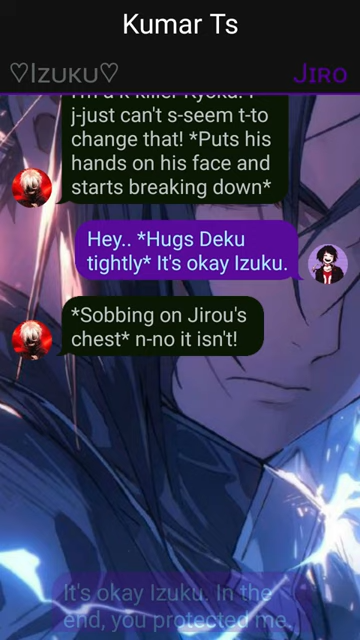 Kumar Ts
♡Izuku♡
Jiro
j-just can't s-seem t-to
change that! *Puts his
hands on his face and
starts breaking down*
Hey.. *Hugs Deku
tightly* It's okay Izuku.
*Sobbing on Jirou's
chest* n-no it isn't!
It's okay Izuku. In the
end, you protected me.